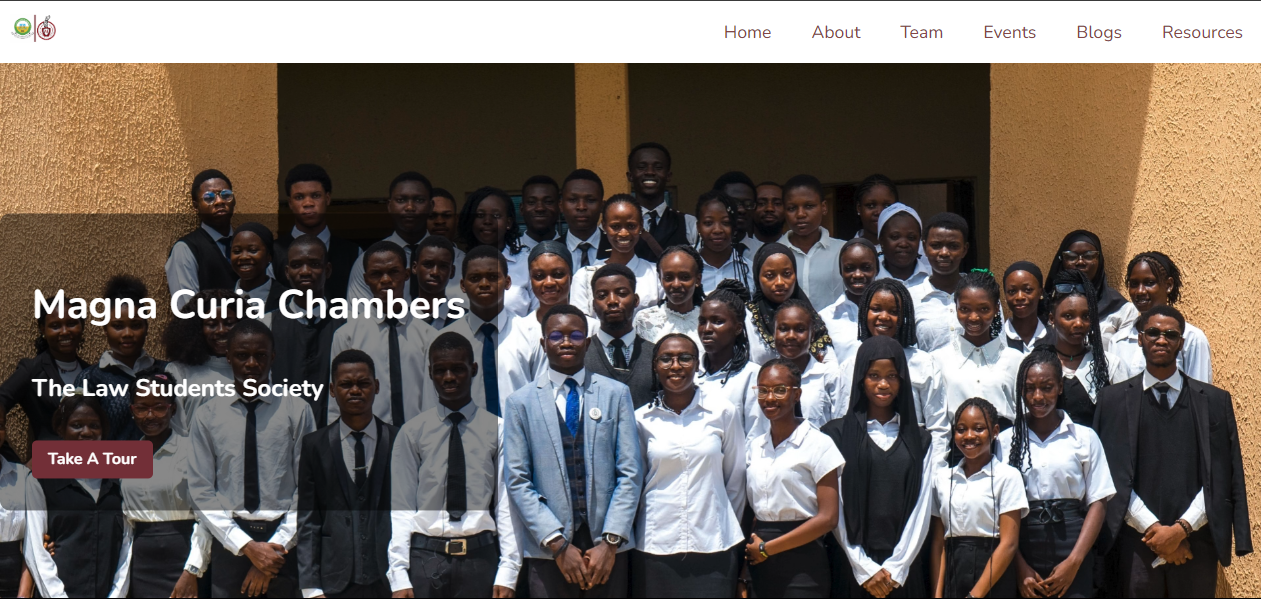 Home About Team Events Blogs Resources
Magna Curia Chambers
The Law Students Society
Take A Tour